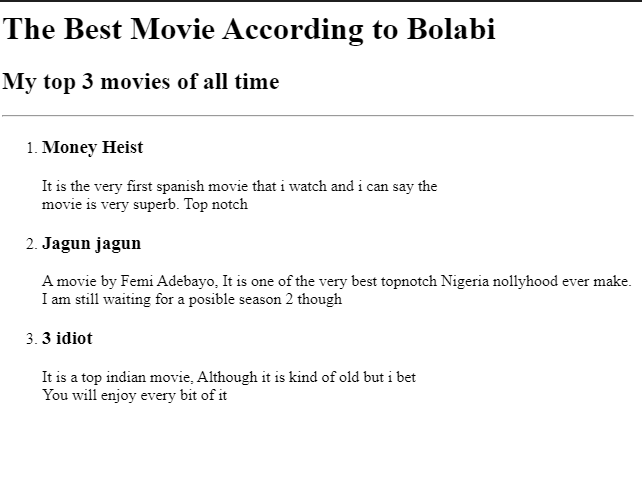 The Best Movie According to Bolabi
My top 3 movies of all time
1. Money Heist
It is the very first spanish movie that i watch and i can say the
movie is very superb. Top notch
2. Jagun jagun
A movie by Femi Adebayo, It is one of the very best topnotch Nigeria nollyhood ever make.
I am still waiting for a posible season 2 though
3. 3 idiot
It is a top indian movie, Although it is kind of old but i bet
You will enjoy every bit of it